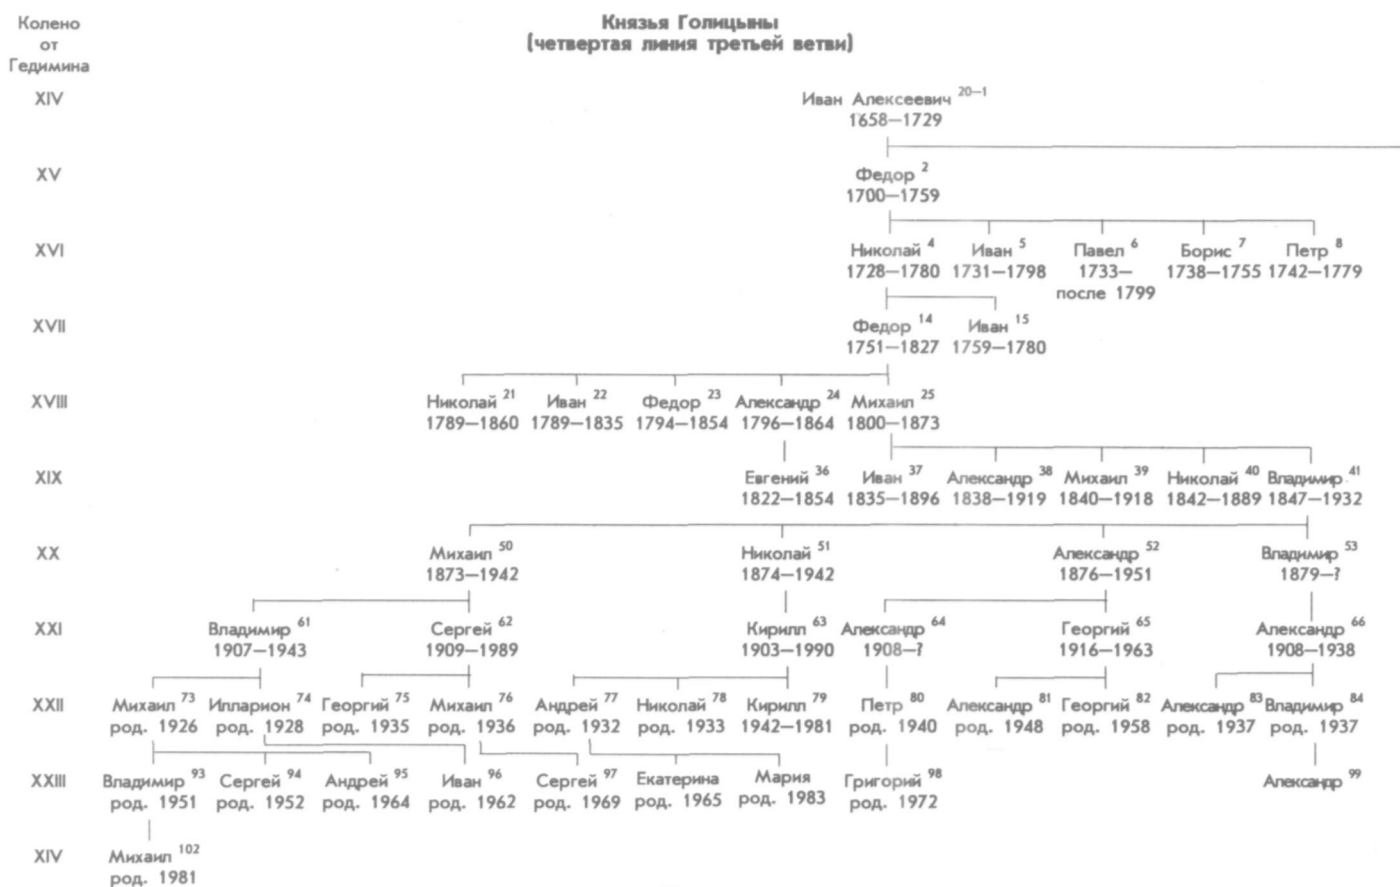 Колено
от
Гедимина
Князья Голицыны
(четвертая линия третьей ветви)
XIV Иван Алексеевич 20—1
1658—1729
XV Федор 2
1700—1759
XVI Николай 4 Иван 5 Павел 6 Борис 7 Петр 8
1728—1780 1731—1798 1733— 1738—1755 1742—1779
после 1799
XVII Федор 14 Иван 15
1751—1827 1759—1780
XVIII Николай 21 Иван 22 Федор 23 Александр 24 Михаил 25
1789—1860 1789—1835 1794—1854 1796—1864 1800—1873
XIX Евгений 36 Иван 37 Александр 38 Михаил 39 Николай 40 Владимир 41
1822—1854 1835—1896 1838—1919 1840—1918 1842—1889 1847—1932
XX Михаил 50 Николай 51 Александр 52 Владимир 53
1873—1942 1874—1942 1876—1951 1879—?
XXI Владимир 61 Сергей 62 Кирилл 63 Александр 64 Георгий 65 Александр 66
1907—1943 1909—1989 1903—1990 1908—? 1916—1963 1908—1938
XXII Михаил 73 Илларион 74 Георгий 75 Михаил 76 Андрей 77 Николай 78 Кирилл 79 Петр 80 Александр 81 Георгий 82 Александр 83 Владимир 84
род. 1926 род. 1928 род. 1935 род. 1936 род. 1932 род. 1933 1942—1981 род. 1940 род. 1948 род. 1958 род. 1937 род. 1937
XXIII Владимир 93 Сергей 94 Андрей 95 Иван 96 Сергей 97 Екатерина Мария Григорий 98 Александр 99
род. 1951 род. 1952 род. 1964 род. 1962 род. 1969 род. 1965 род. 1983 род. 1972
XIV Михаил 102
род. 1981